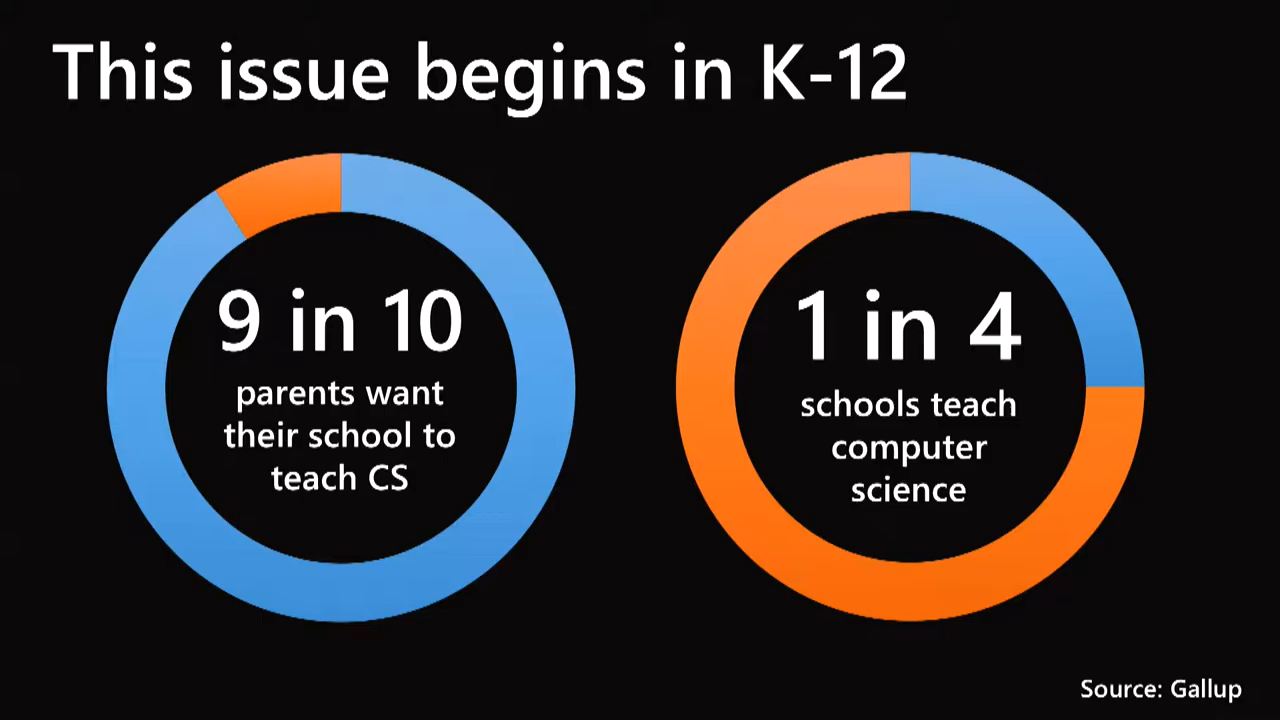 This issue begins in K-12
9 in 10
parents want
their school to
teach CS
1 in 4
schools teach
computer
science
Source: Gallup